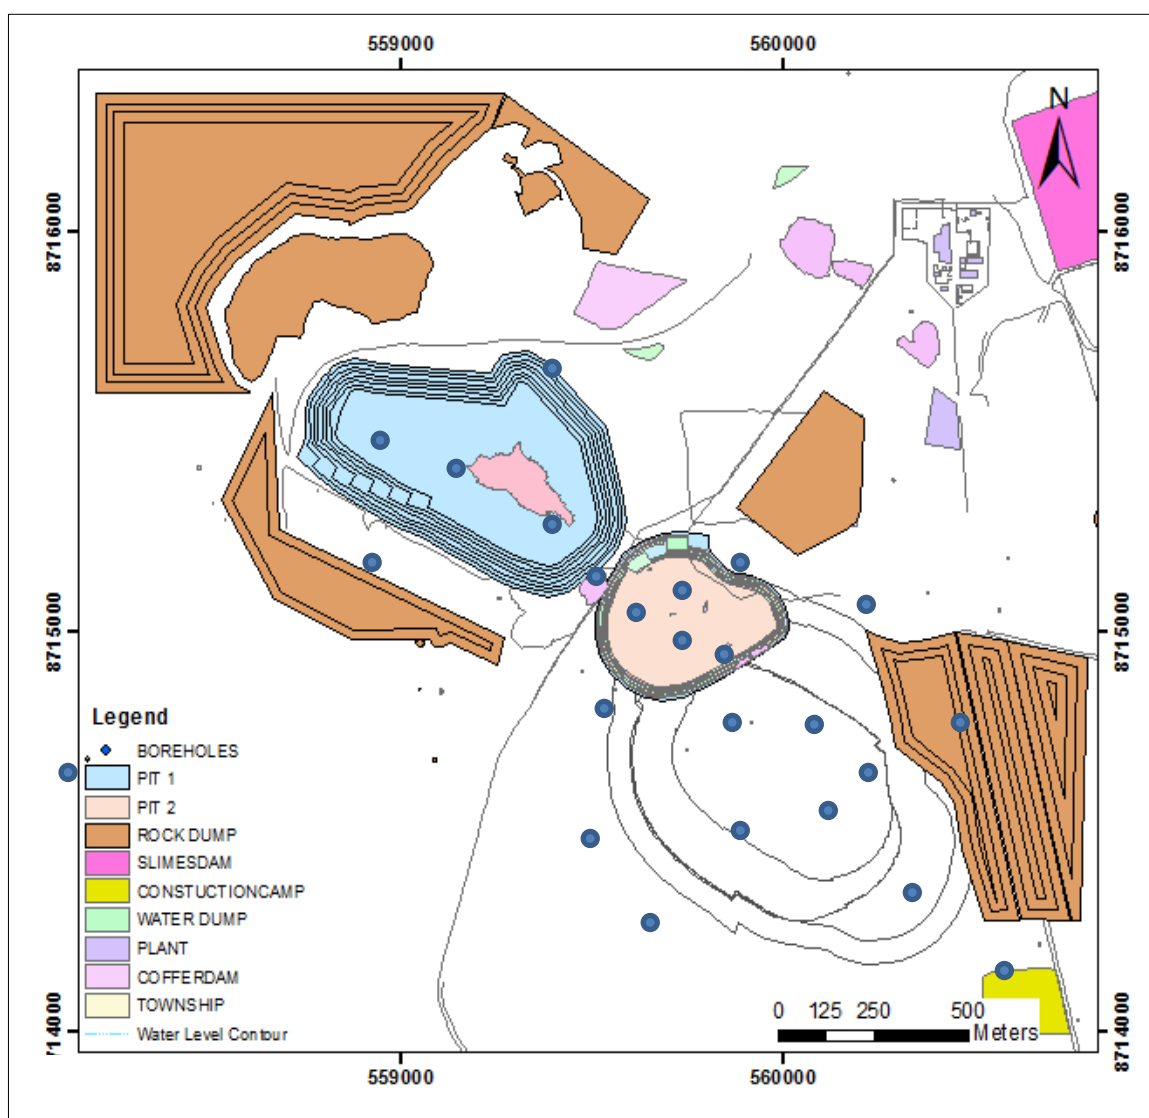 559000 560000
N
8716000 8716000
8715000 8715000
Legend
BOREHOLES
PIT 1
PIT 2
ROCK DUMP
SLIMESDAM
CONSTUCTIONCAMP
WATER DUMP
PLANT
COFFERDAM
TOWNSHIP
Water Level Contour
0 125 250 500
Meters
8714000 8714000
559000 560000